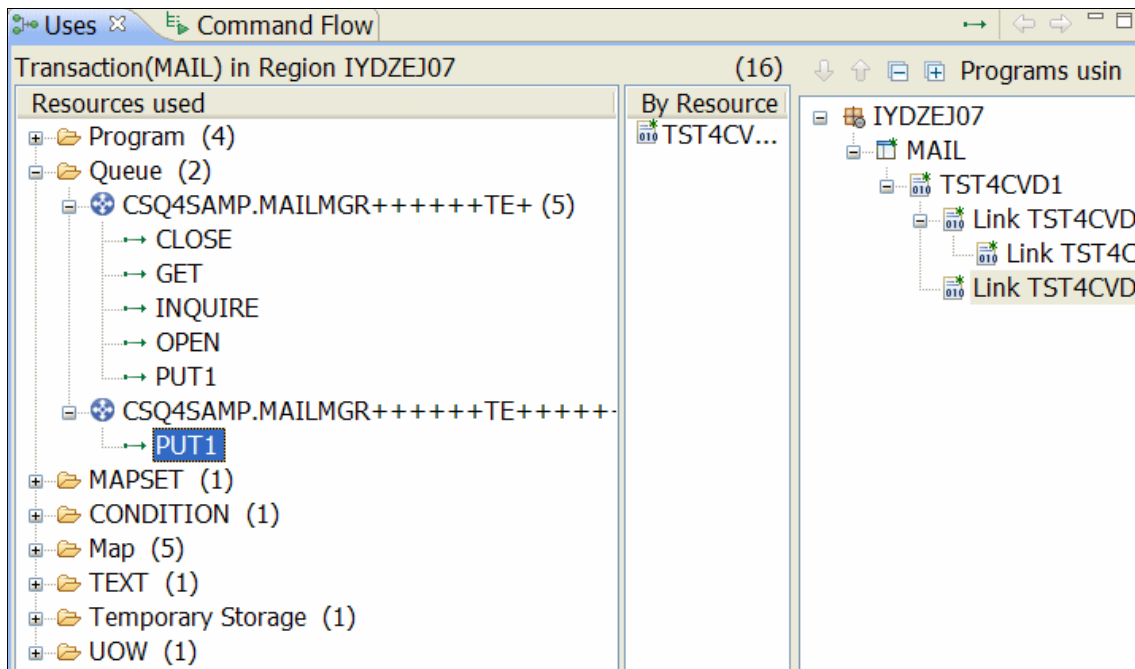 Uses Command Flow
Transaction(MAIL) in Region IYDZEJ07 (16)
Resources used
Program (4)
Queue (2)
CSQ4SAMP.MAILMGR++++++TE+ (5)
CLOSE
GET
INQUIRE
OPEN
PUT1
CSQ4SAMP.MAILMGR++++++TE++++++
PUT1
MAPSET (1)
CONDITION (1)
Map (5)
TEXT (1)
Temporary Storage (1)
UOW (1)
By Resource
TST4CV...
Programs usin
IYDZEJ07
MAIL
TST4CVD1
Link TST4CVD
Link TST4C
Link TST4CVD